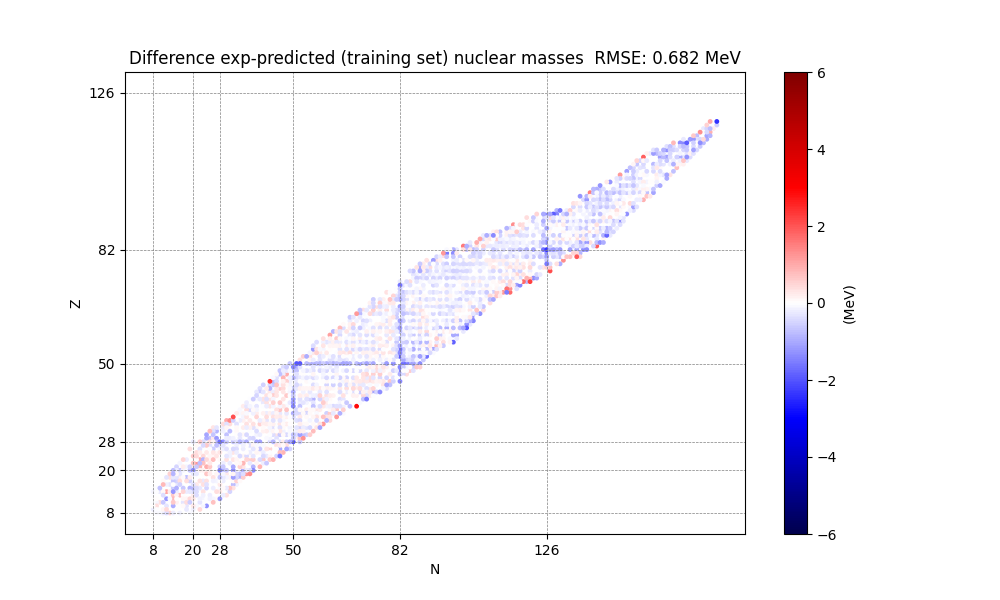 Difference exp-predicted (training set) nuclear masses  RMSE: 0.682 MeV
126
82
50
28
20
8
Z
8 20 28 50 82 126
N
6
4
2
0
−2
−4
−6
(MeV)